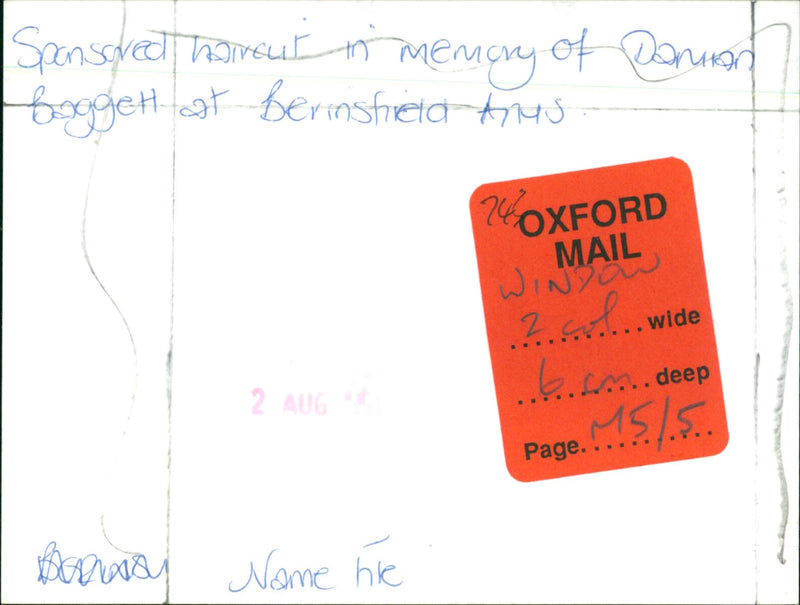 Sponsored haircut in memory of Damian
Baggett at Berinsfield Arms
OXFORD
MAIL
WINDOW
2 col wide
6 cm deep
Page. M5/5
2 AUG
Name file